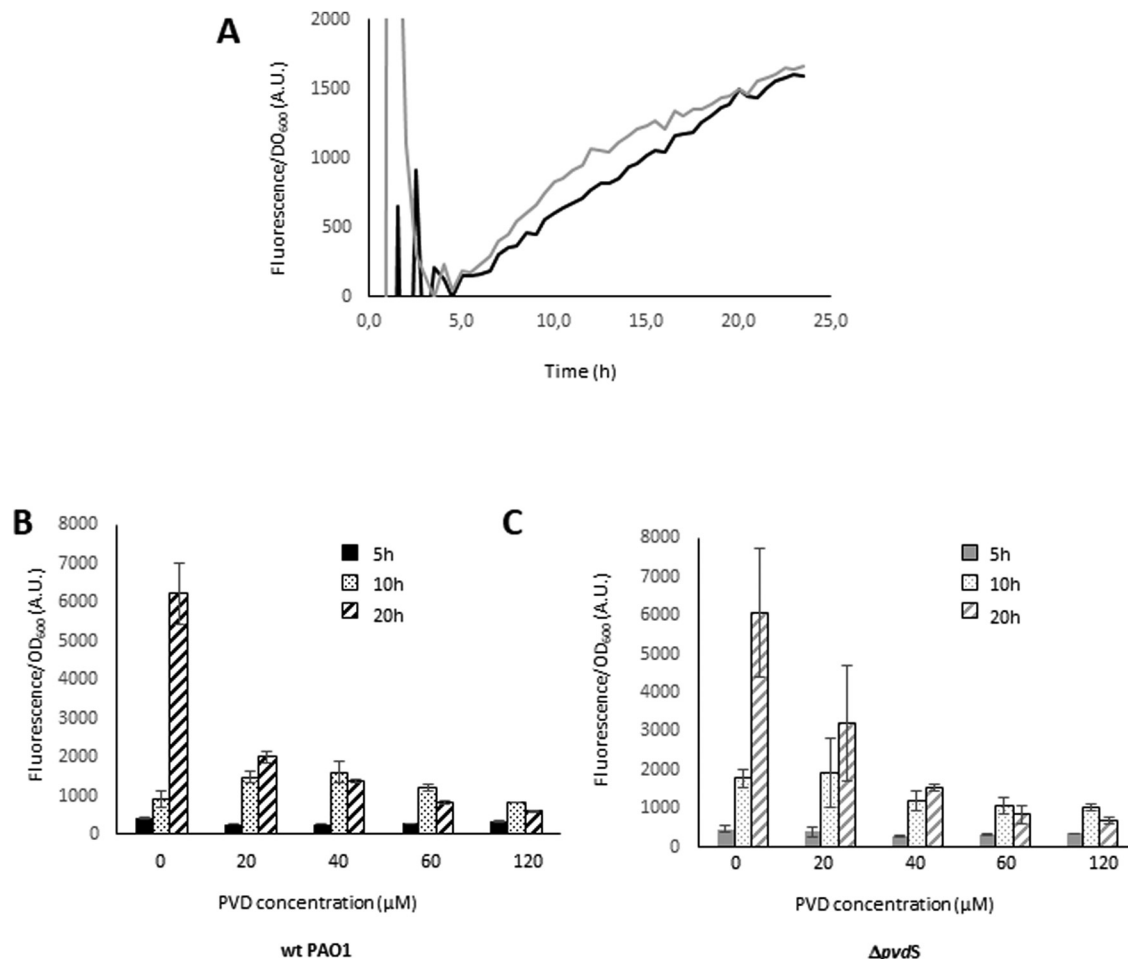 A
Fluorescence/DO600 (A.U.)
2000
1500
1000
500
0
0,0 5,0 10,0 15,0 20,0 25,0
Time (h)
B
Fluorescence/OD600 (A.U.)
8000
7000
6000
5000
4000
3000
2000
1000
0
5h
10h
20h
0 20 40 60 120
PVD concentration (µM)
wt PAO1
C
Fluorescence/OD600 (A.U.)
8000
7000
6000
5000
4000
3000
2000
1000
0
5h
10h
20h
0 20 40 60 120
PVD concentration (µM)
ΔpvdS